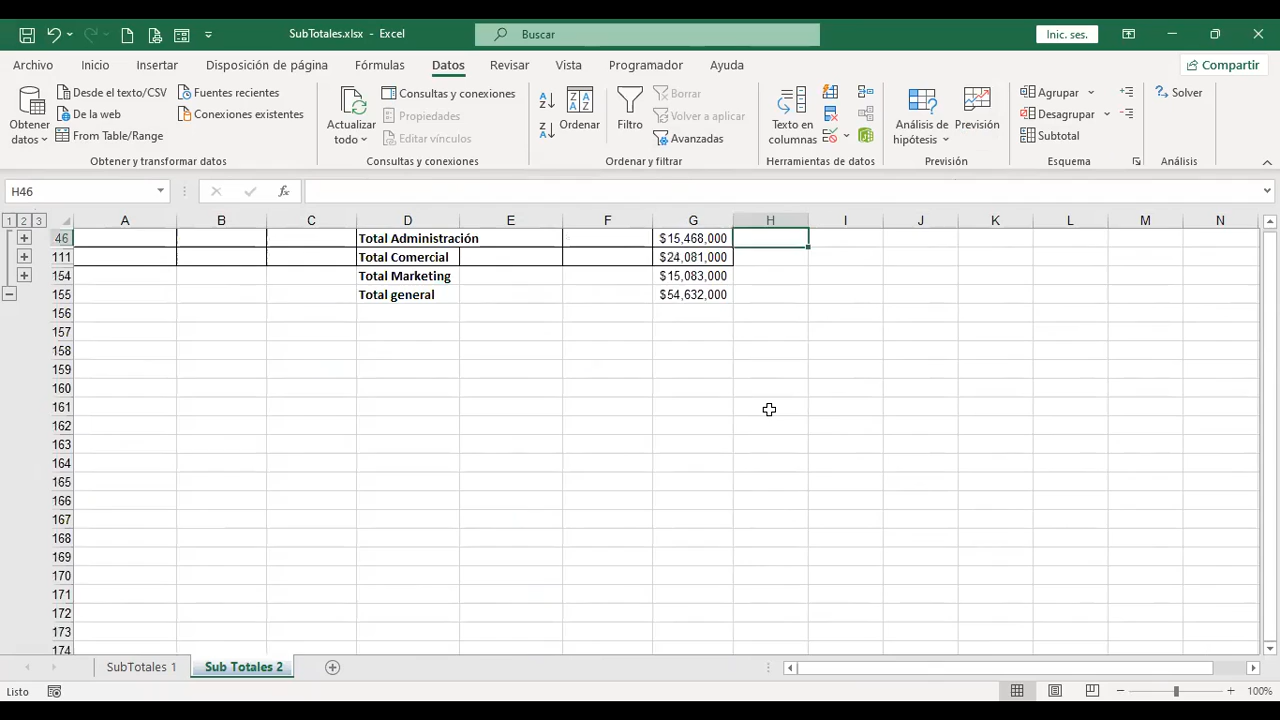 SubTotales.xlsx - Excel
Buscar
Inic. ses.
Archivo Inicio Insertar Disposición de página Fórmulas Datos Revisar Vista Programador Ayuda
Compartir
Obtener datos
Desde el texto/CSV
De la web
From Table/Range
Fuentes recientes
Conexiones existentes
Obtener y transformar datos
Actualizar todo
Consultas y conexiones
Propiedades
Editar vínculos
Consultas y conexiones
Ordenar
Filtro
Borrar
Volver a aplicar
Avanzadas
Ordenar y filtrar
Texto en columnas
Herramientas de datos
Análisis de hipótesis
Previsión
Previsión
Agrupar
Desagrupar
Subtotal
Esquema
Solver
Análisis
H46
1 2 3
A B C D E F G H I J K L M N
46 Total Administración $15,468,000
111 Total Comercial $24,081,000
154 Total Marketing $15,083,000
155 Total general $54,632,000
156
157
158
159
160
161
162
163
164
165
166
167
168
169
170
171
172
173
174
SubTotales 1 Sub Totales 2
Listo
100%